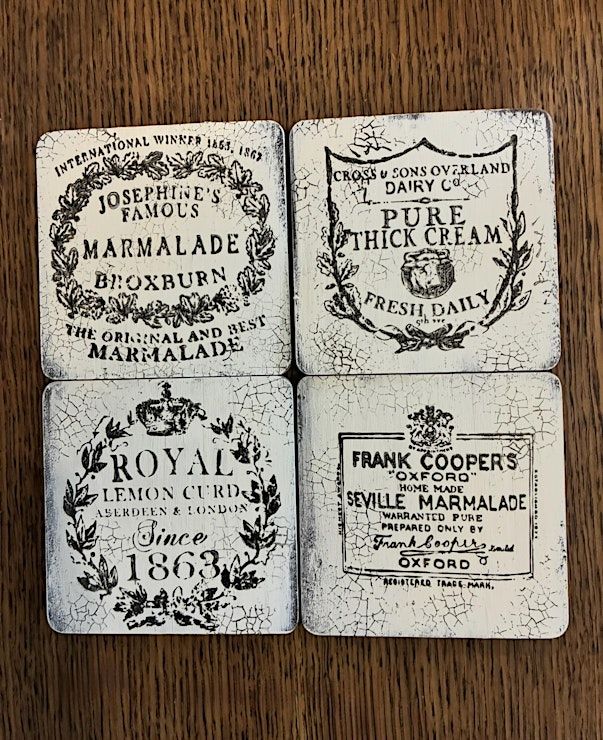 INTERNATIONAL WINNER 1863, 1867
JOSEPHINE'S
FAMOUS
MARMALADE
BROXBURN
THE ORIGINAL AND BEST
MARMALADE
CROSS & SONS OVERLAND
DAIRY Co
PURE
THICK CREAM
FRESH DAILY
ROYAL
LEMON CURD
ABERDEEN & LONDON
Since
1863
FRANK COOPER'S
"OXFORD"
HOME MADE
SEVILLE MARMALADE
WARRANTED PURE
PREPARED ONLY BY
Frank Cooper Limited
OXFORD
REGISTERED TRADE MARK.